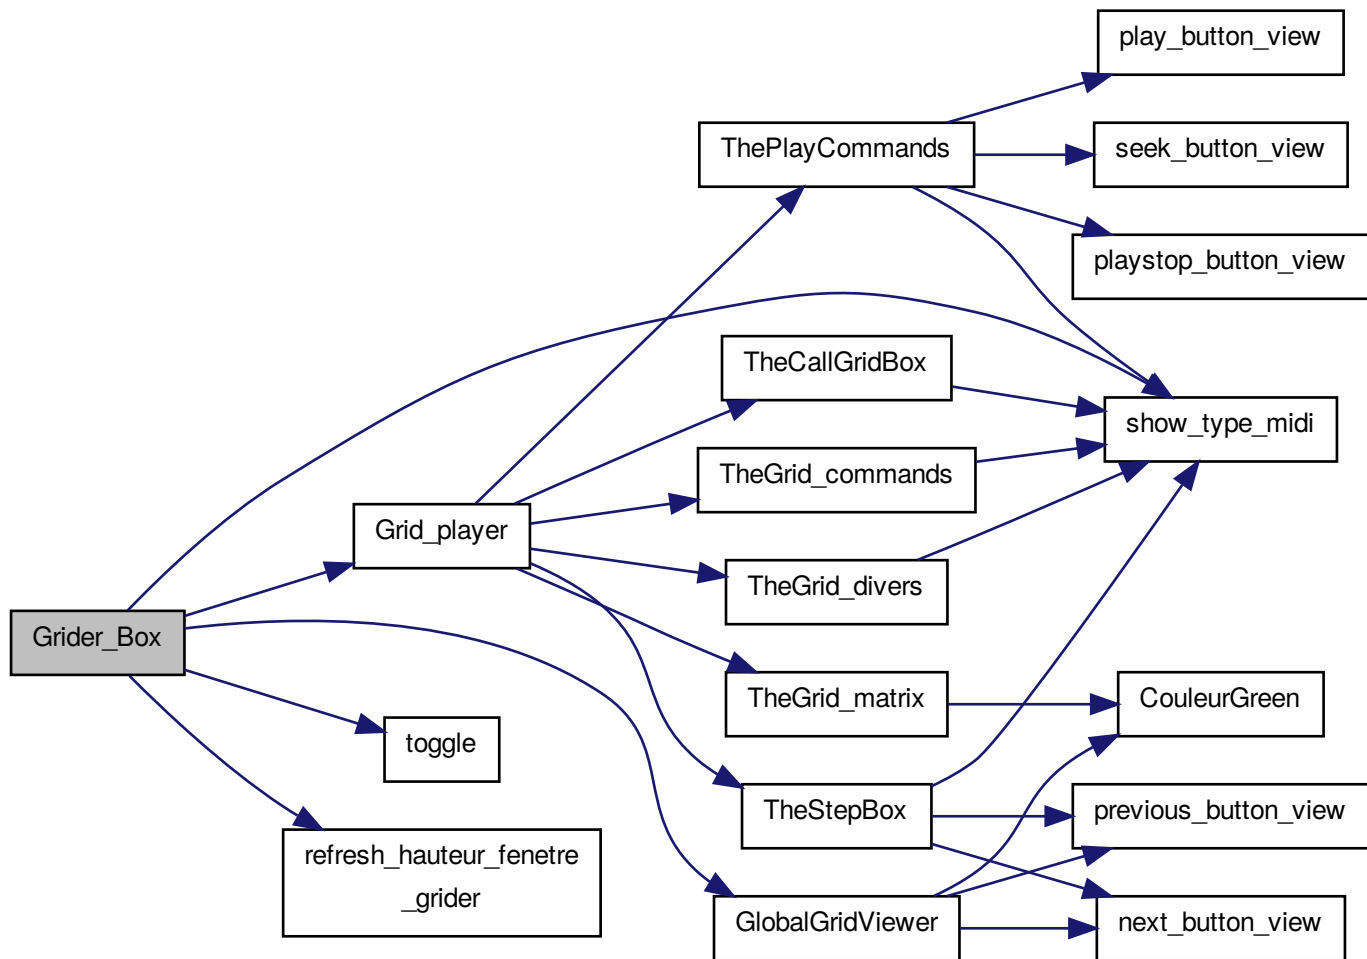 play_button_view
ThePlayCommands
seek_button_view
playstop_button_view
TheCallGridBox
show_type_midi
TheGrid_commands
Grid_player
TheGrid_divers
Grider_Box
TheGrid_matrix
CouleurGreen
toggle
TheStepBox
previous_button_view
refresh_hauteur_fenetre
_grider
GlobalGridViewer
next_button_view